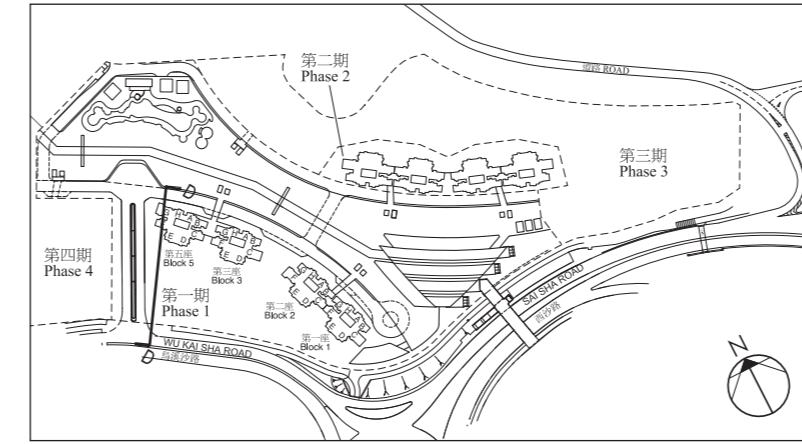 第二期
Phase 2
道路 ROAD
第三期
Phase 3
第四期
Phase 4
第五座
Block 5
第三座
Block 3
第一期
Phase 1
第二座
Block 2
第一座
Block 1
WU KAI SHA ROAD
烏溪沙路
SAI SHA ROAD
西沙路
N